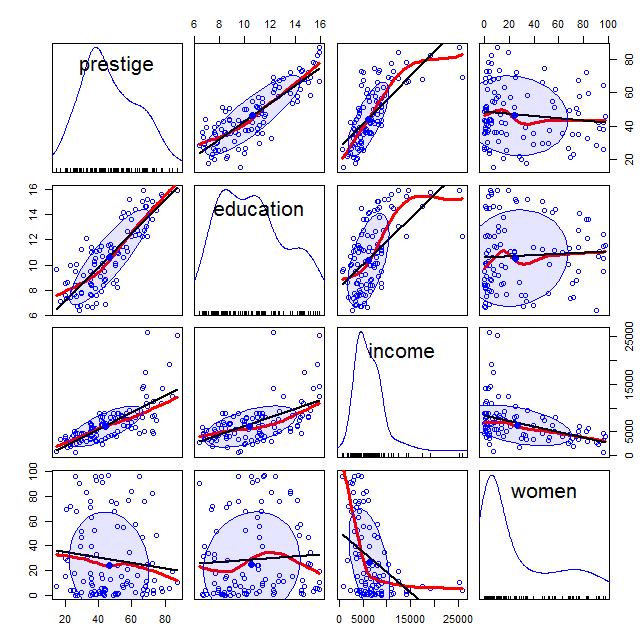 6 8 10 12 14 16
0 20 40 60 80 100
prestige
20 40 60 80
education
6 8 10 12 14 16
income
0 5000 15000 25000
women
0 20 40 60 80 100
20 40 60 80
0 5000 15000 25000